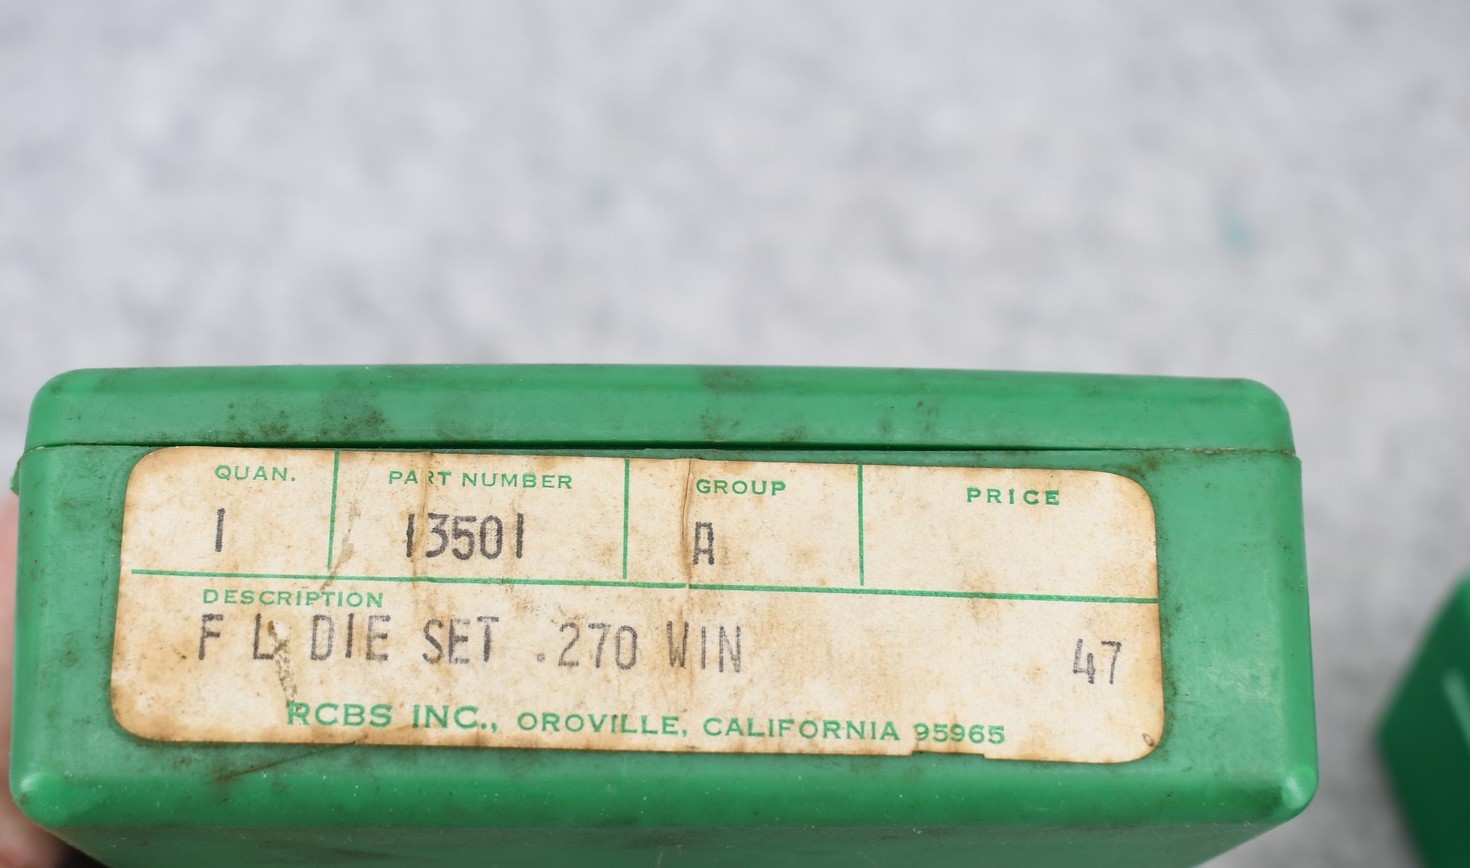 QUAN. PART NUMBER GROUP PRICE
1 13501 A
DESCRIPTION
F L DIE SET .270 WIN 47
RCBS INC., OROVILLE, CALIFORNIA 95965